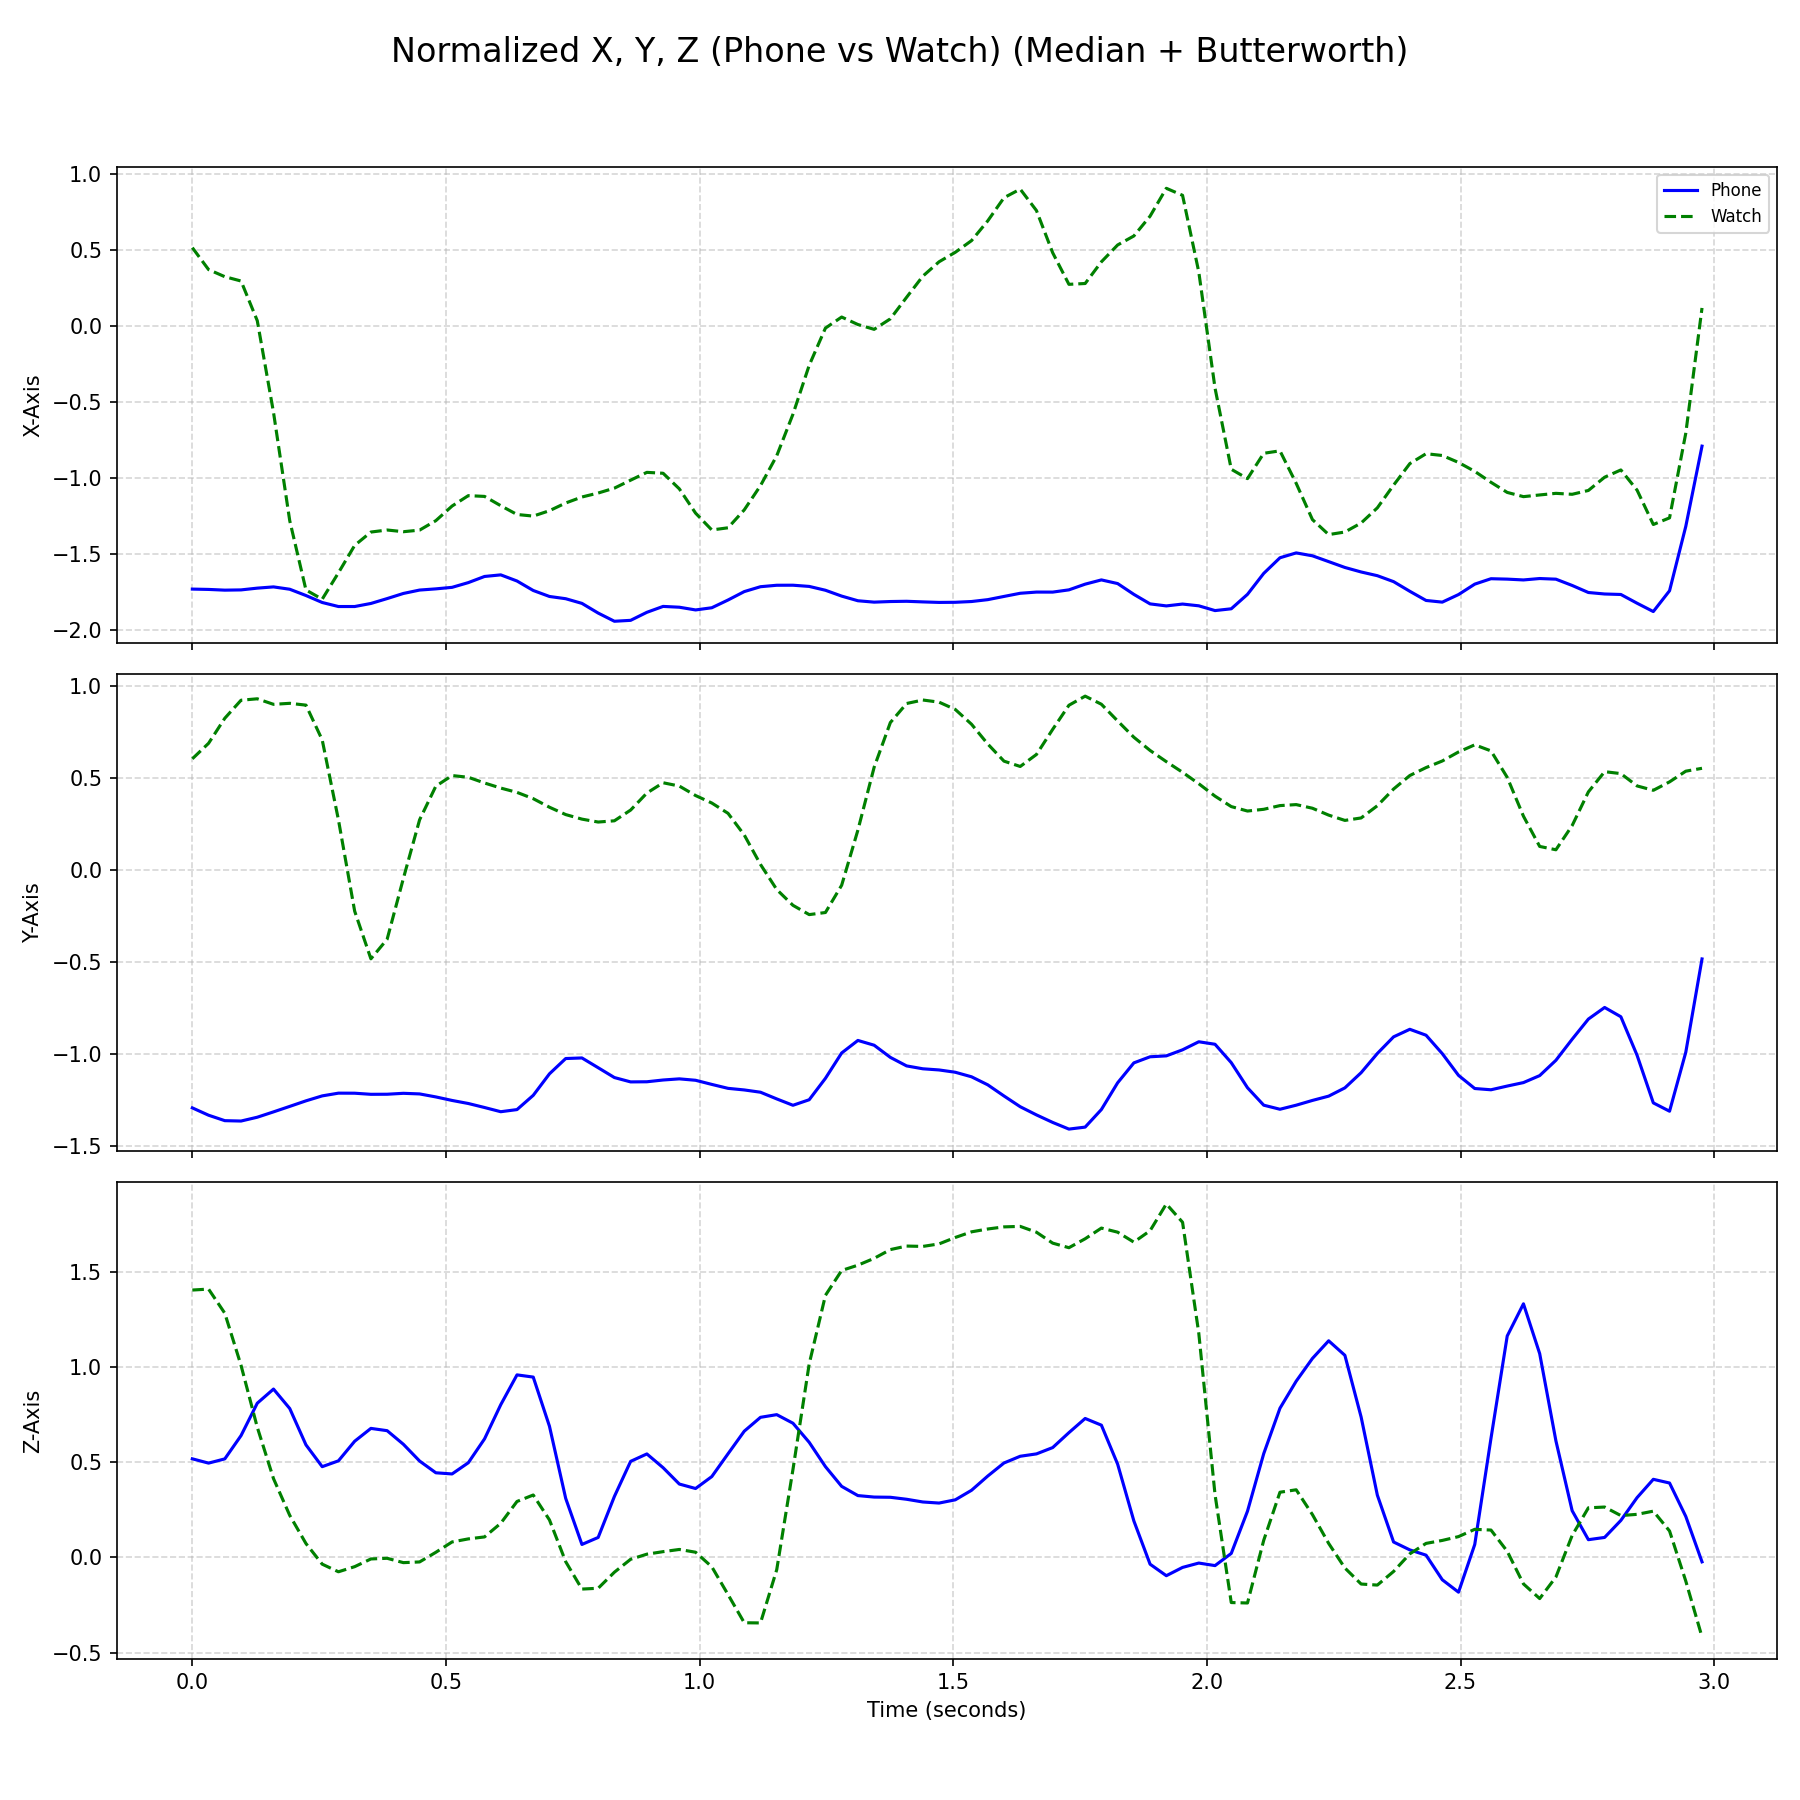 Normalized X, Y, Z (Phone vs Watch) (Median + Butterworth)
1.0
0.5
0.0
−0.5
−1.0
−1.5
−2.0
X-Axis
Phone
Watch
1.0
0.5
0.0
−0.5
−1.0
−1.5
Y-Axis
1.5
1.0
0.5
0.0
−0.5
Z-Axis
0.0 0.5 1.0 1.5 2.0 2.5 3.0
Time (seconds)